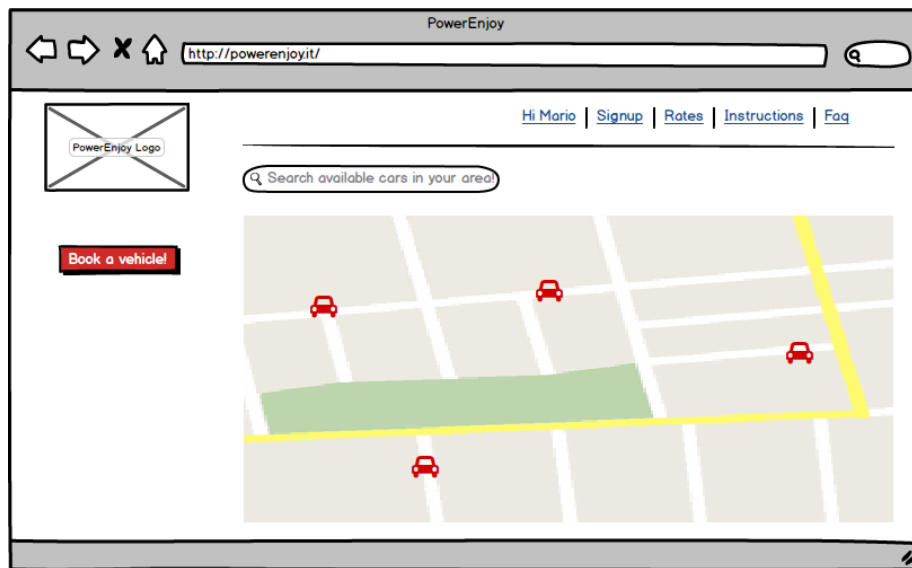 PowerEnjoy
http://powerenjoy.it/
Hi Mario | Signup | Rates | Instructions | Faq
PowerEnjoy Logo
Search available cars in your area!
Book a vehicle!